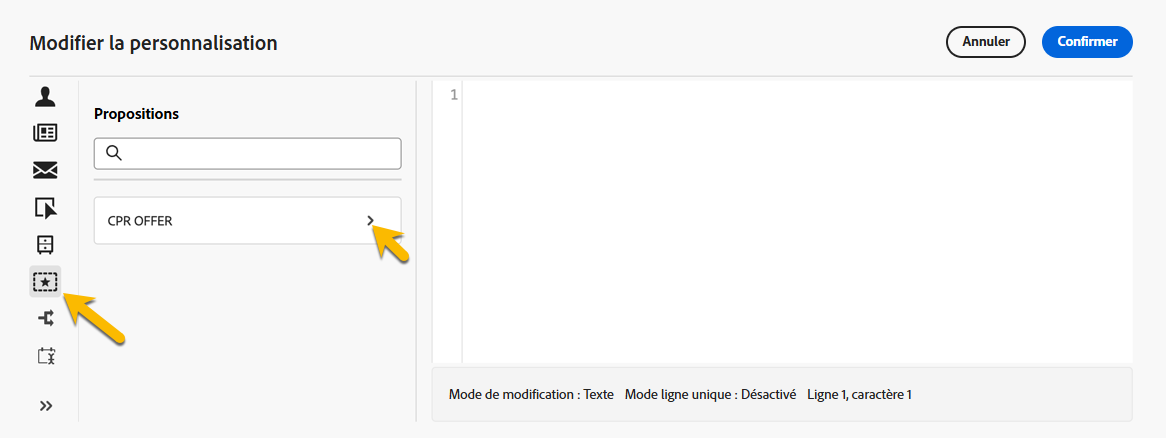 Modifier la personnalisation
Annuler
Confirmer
Propositions
CPR OFFER
1
Mode de modification : Texte Mode ligne unique : Désactivé Ligne 1, caractère 1